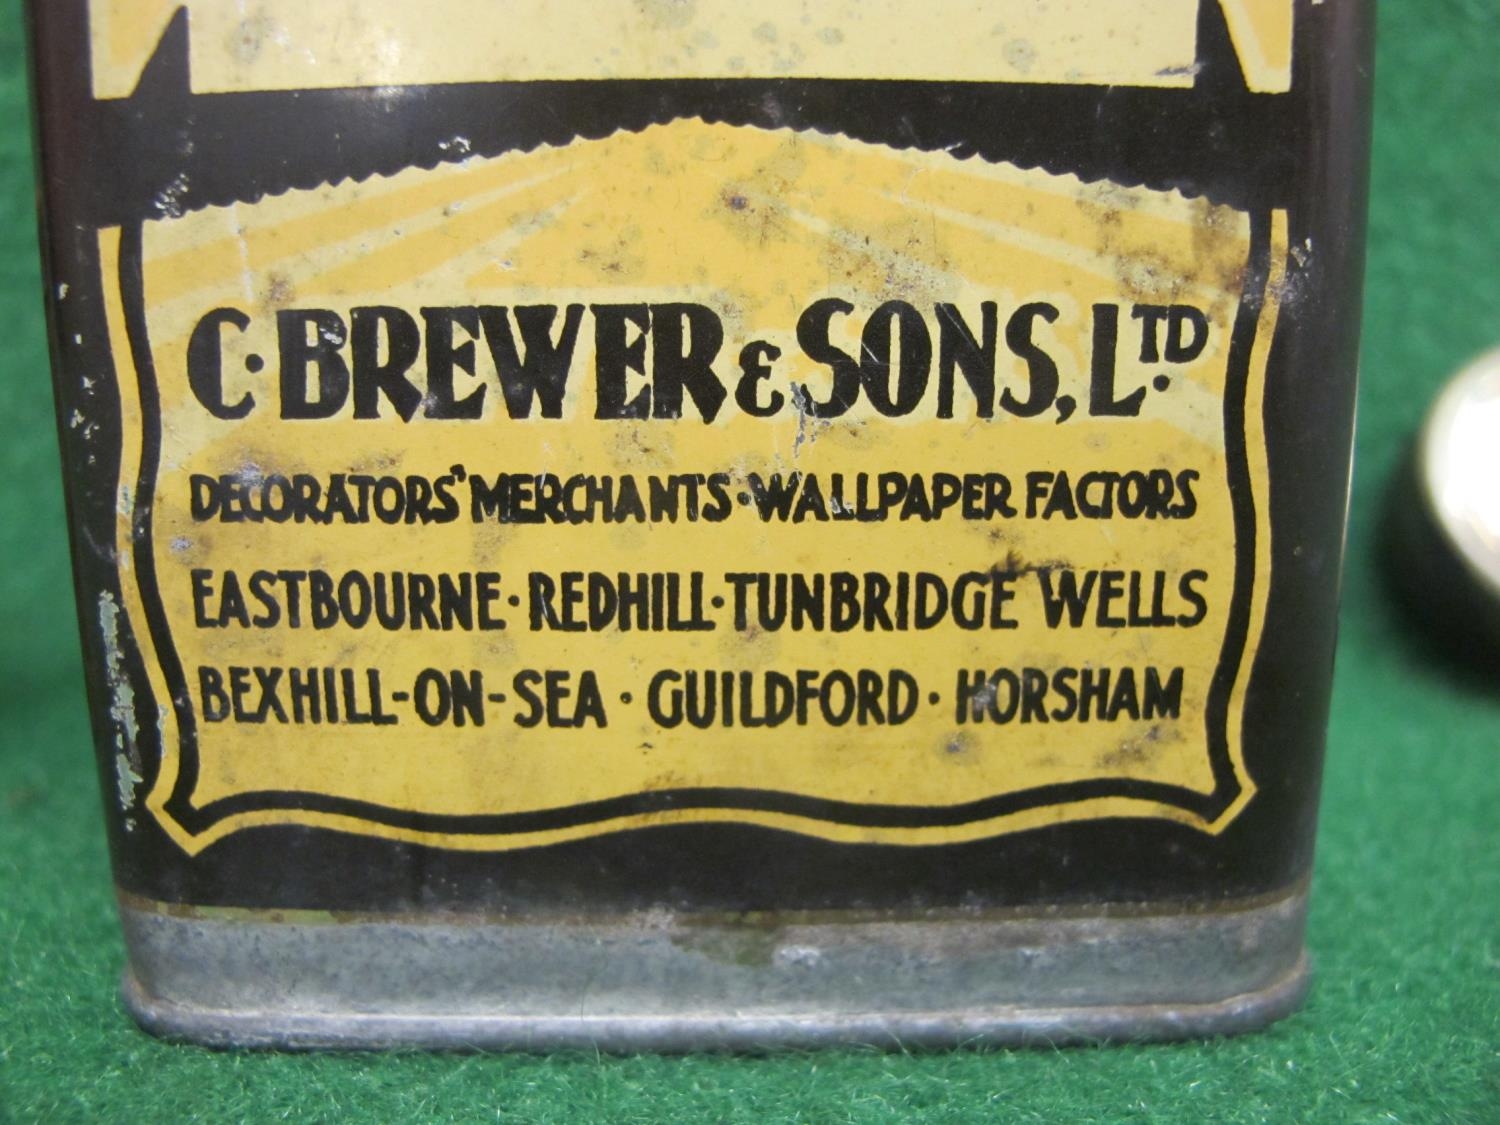 C·BREWER & SONS, LTD.
DECORATORS' MERCHANTS·WALLPAPER FACTORS
EASTBOURNE·REDHILL·TUNBRIDGE WELLS
BEXHILL-ON-SEA·GUILDFORD·HORSHAM